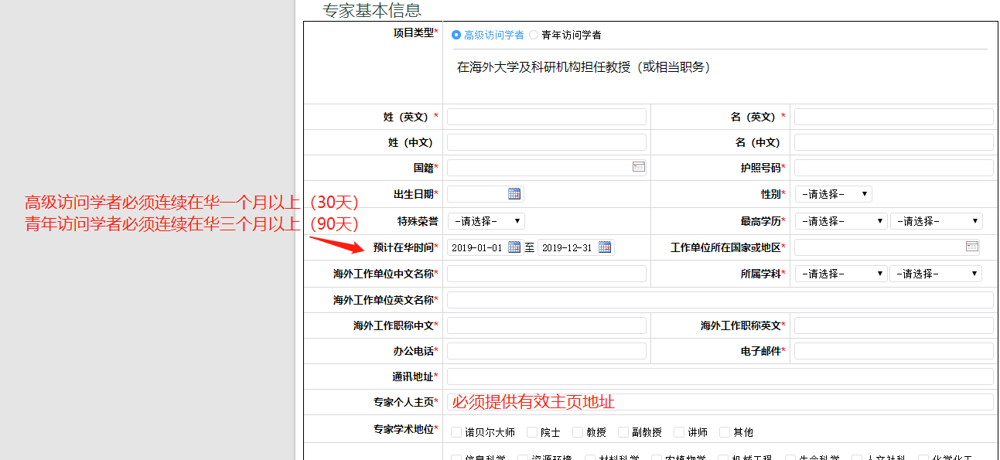 专家基本信息
项目类型* 高级访问学者 青年访问学者
在海外大学及科研机构担任教授（或相当职务）
姓（英文）* 名（英文）*
姓（中文） 名（中文）
国籍* 护照号码*
出生日期* 性别* -请选择-
高级访问学者必须连续在华一个月以上（30天）
青年访问学者必须连续在华三个月以上（90天）
特殊荣誉 -请选择- 最高学历* -请选择- -请选择-
预计在华时间* 2019-01-01 至 2019-12-31 工作单位所在国家或地区*
海外工作单位中文名称* 所属学科* -请选择- -请选择-
海外工作单位英文名称*
海外工作职称中文* 海外工作职称英文*
办公电话* 电子邮件*
通讯地址*
专家个人主页* 必须提供有效主页地址
专家学术地位* 诺贝尔大师 院士 教授 副教授 讲师 其他
信息科学 资源环境 材料科学 农植物学 机械工程 生命科学 人文社科 化学化工